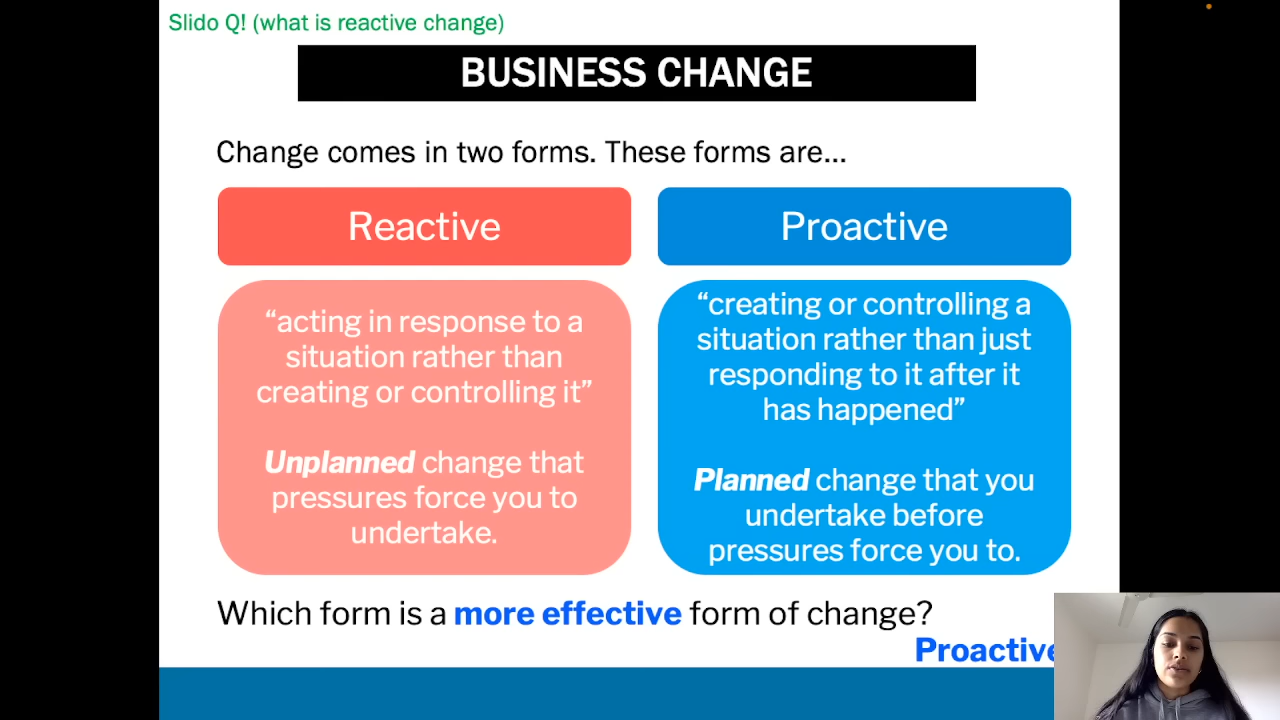 Slido Q! (what is reactive change)
BUSINESS CHANGE
Change comes in two forms. These forms are...
Reactive
“acting in response to a
situation rather than
creating or controlling it”
Unplanned change that
pressures force you to
undertake.
Proactive
“creating or controlling a
situation rather than just
responding to it after it
has happened”
Planned change that you
undertake before
pressures force you to.
Which form is a more effective form of change?
Proactive